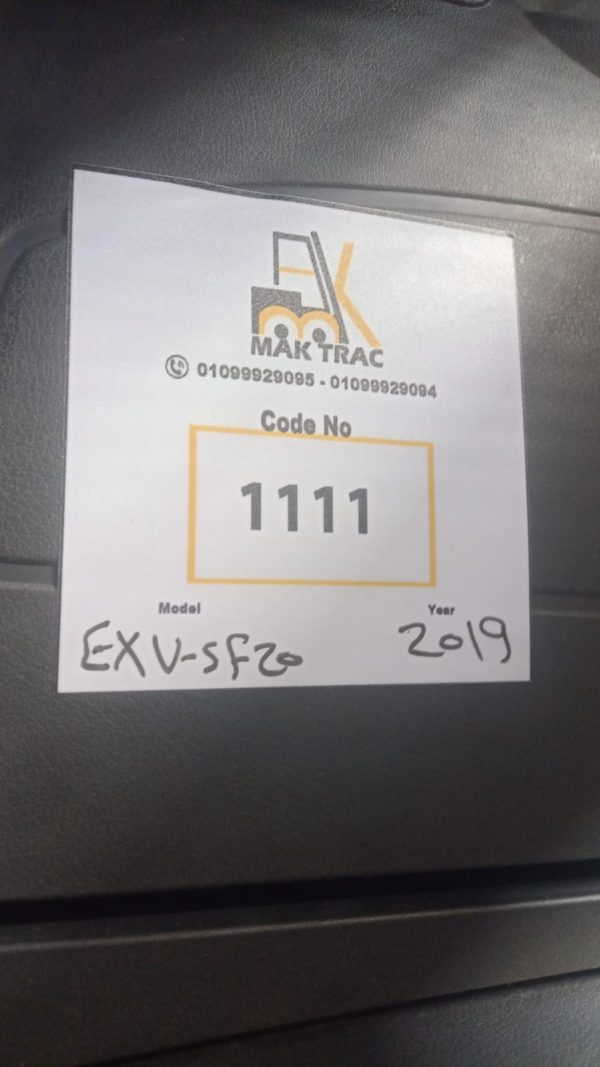 MAK TRAC
01099929095 - 01099929094
Code No
1111
Model Year
EXV-SF20 2019